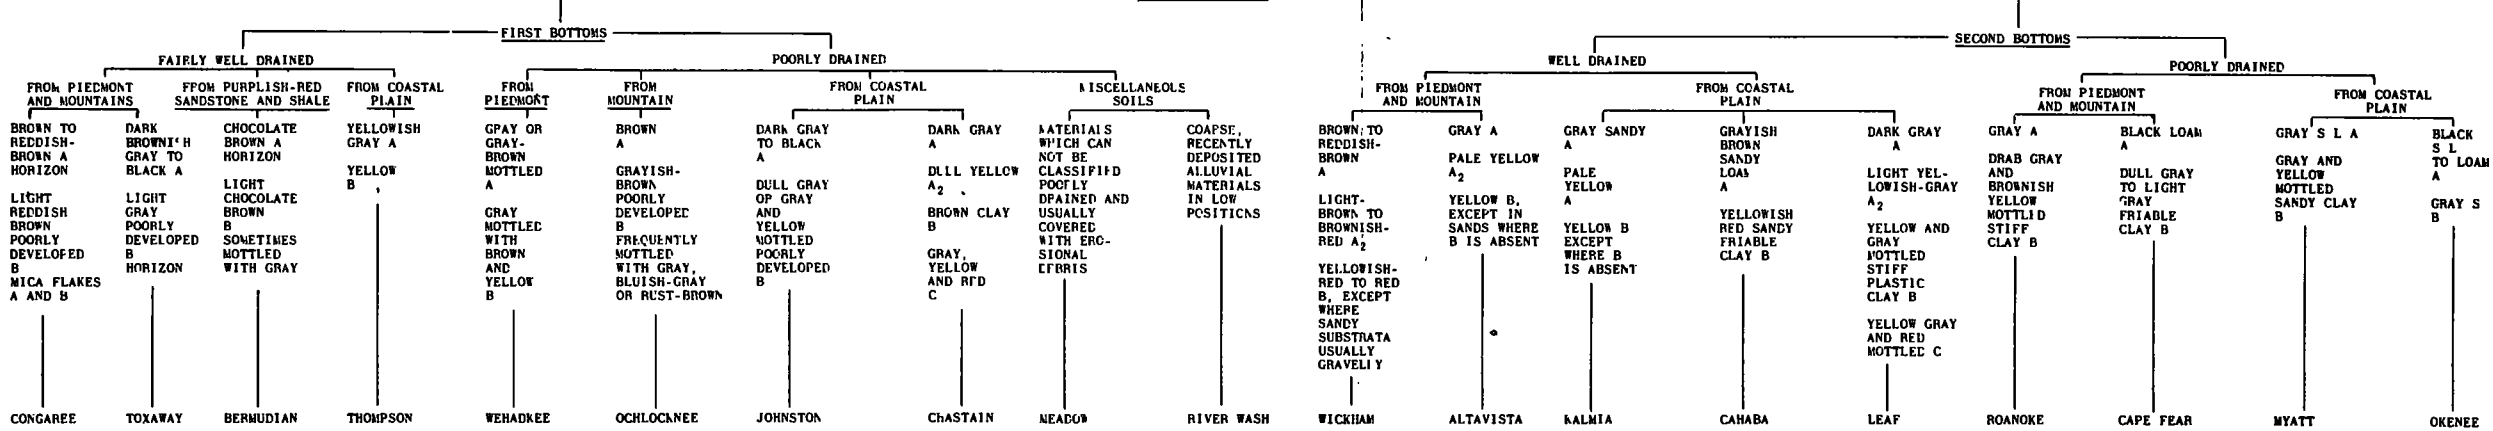 FIRST BOTTOMS
FAIRLY WELL DRAINED
POORLY DRAINED
FROM PIEDMONT
AND MOUNTAINS
FROM PURPLISH-RED
SANDSTONE AND SHALE
FROM COASTAL
PLAIN
FROM
PIEDMONT
FROM
MOUNTAIN
FROM COASTAL
PLAIN
MISCELLANEOUS
SOILS
BROWN TO
REDDISH-
BROWN A
HORIZON
LIGHT
REDDISH
BROWN
POORLY
DEVELOPED
B
MICA FLAKES
A AND B
CONGAREE
DARK
BROWNISH
GRAY TO
BLACK A
LIGHT
GRAY
POORLY
DEVELOPED
B
HORIZON
TOXAWAY
CHOCOLATE
BROWN A
HORIZON
LIGHT
CHOCOLATE
BROWN
B
SOMETIMES
MOTTLED
WITH GRAY
BERMUDIAN
YELLOWISH
GRAY A
YELLOW
B
THOMPSON
GRAY OR
GRAY-
BROWN
MOTTLED
A
GRAY
MOTTLED
WITH
BROWN
AND
YELLOW
B
WEHADKEE
BROWN
A
GRAYISH-
BROWN
POORLY
DEVELOPED
B
FREQUENTLY
MOTTLED
WITH GRAY,
BLUISH-GRAY
OR RUST-BROWN
OCHLOCKNEE
DARK GRAY
TO BLACK
A
DULL GRAY
OR GRAY
AND
YELLOW
MOTTLED
POORLY
DEVELOPED
B
JOHNSTON
DARK GRAY
A
DULL YELLOW
A2
BROWN CLAY
B
GRAY,
YELLOW
AND RED
C
CHASTAIN
MATERIALS
WHICH CAN
NOT BE
CLASSIFIED
POORLY
DRAINED AND
USUALLY
COVERED
WITH ERO-
SIONAL
DEBRIS
MEADOW
COARSE,
RECENTLY
DEPOSITED
ALLUVIAL
MATERIALS
IN LOW
POSITIONS
RIVER WASH
SECOND BOTTOMS
WELL DRAINED
POORLY DRAINED
FROM PIEDMONT
AND MOUNTAIN
FROM COASTAL
PLAIN
FROM PIEDMONT
AND MOUNTAIN
FROM COASTAL
PLAIN
BROWN TO
REDDISH-
BROWN
A
LIGHT-
BROWN TO
BROWNISH-
RED A2
YELLOWISH-
RED TO RED
B, EXCEPT
WHERE
SANDY
SUBSTRATA
USUALLY
GRAVELLY
WICKHAM
GRAY A
PALE YELLOW
A2
YELLOW B,
EXCEPT IN
SANDS WHERE
B IS ABSENT
ALTAVISTA
GRAY SANDY
A
PALE
YELLOW
A
YELLOW B
EXCEPT
WHERE B
IS ABSENT
KALMIA
GRAYISH
BROWN
SANDY
LOAM
A
YELLOWISH
RED SANDY
FRIABLE
CLAY B
CAHABA
DARK GRAY
A
LIGHT YEL-
LOWISH-GRAY
A2
YELLOW AND
GRAY
MOTTLED
STIFF
PLASTIC
CLAY B
YELLOW GRAY
AND RED
MOTTLED C
LEAF
GRAY A
DRAB GRAY
AND
BROWNISH
YELLOW
MOTTLED
STIFF
CLAY B
ROANOKE
BLACK LOAM
A
DULL GRAY
TO LIGHT
GRAY
FRIABLE
CLAY B
CAPE FEAR
GRAY S L A
GRAY AND
YELLOW
MOTTLED
SANDY CLAY
B
MYATT
BLACK
S L
TO LOAM
A
GRAY S
B
OKENEE